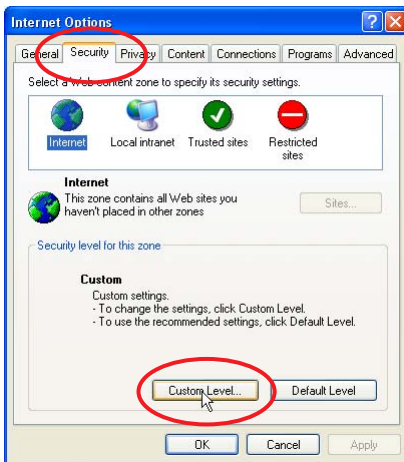 Internet Options
General Security Privacy Content Connections Programs Advanced
Select a Web content zone to specify its security settings.
Internet Local intranet Trusted sites Restricted
sites
Internet
This zone contains all Web sites you
haven't placed in other zones
Sites...
Security level for this zone
Custom
Custom settings.
- To change the settings, click Custom Level.
- To use the recommended settings, click Default Level.
Custom Level... Default Level
OK Cancel Apply